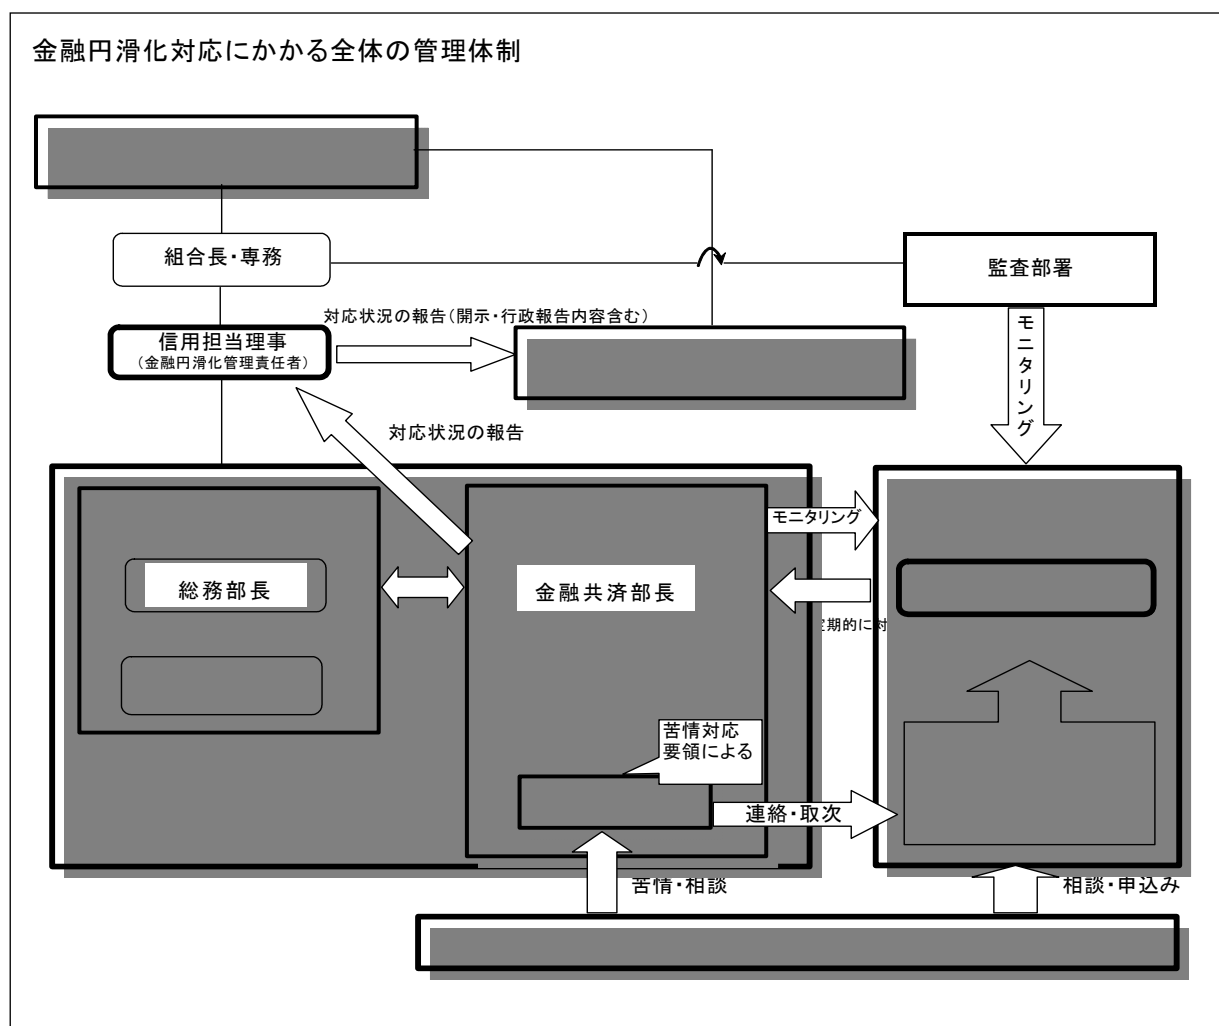 金融円滑化対応にかかる全体の管理体制
組合長・専務
監査部署
対応状況の報告（開示・行政報告内容含む）
信用担当理事
（金融円滑化管理責任者）
モニタリング
対応状況の報告
モニタリング
総務部長
金融共済部長
定期的に対
苦情対応
要領による
連絡・取次
苦情・相談
相談・申込み